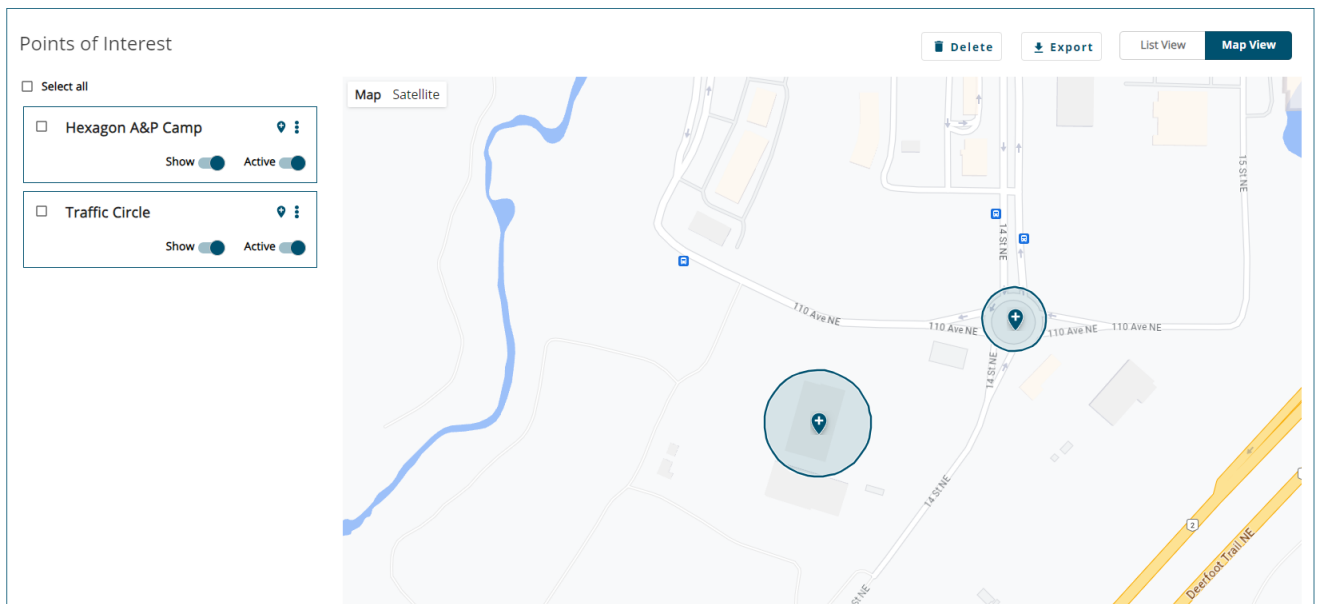 Points of Interest
Delete
Export
List View
Map View
Select all
Hexagon A&P Camp
Show
Active
Traffic Circle
Show
Active
Map Satellite
15 St NE
14 St NE
110 Ave NE
110 Ave NE
110 Ave NE
110 Ave NE
14 St NE
14 St NE
St NE
2
Deerfoot Trail NE